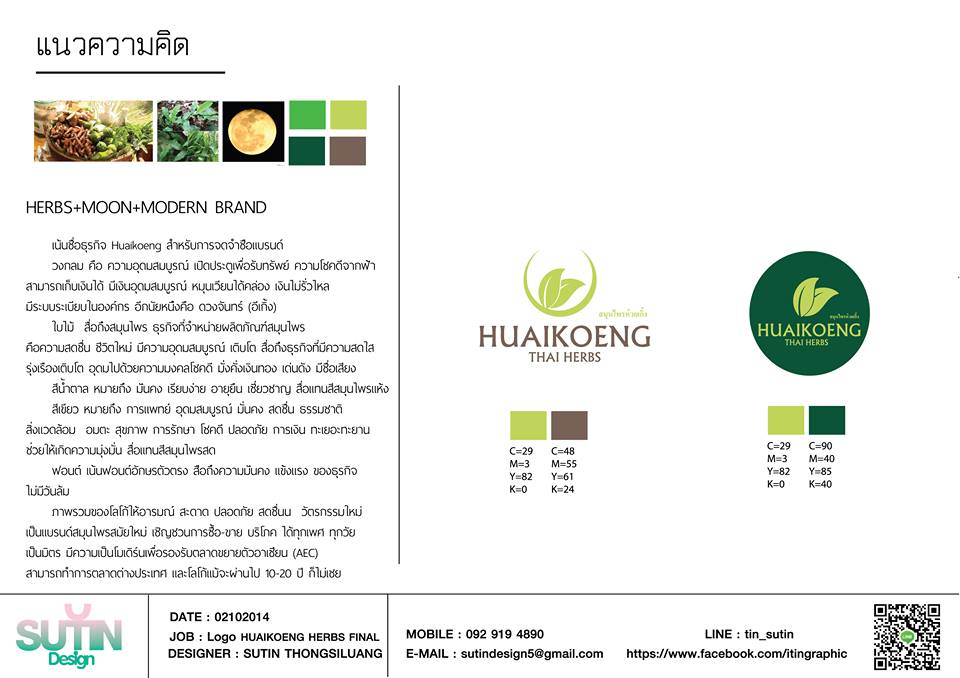 แนวความคิด
HERBS+MOON+MODERN BRAND
เน้นชื่อธุรกิจ Huaikoeng สำหรับการจดจำชื่อแบรนด์
วงกลม คือ ความอุดมสมบูรณ์ เปิดประตูเพื่อรับทรัพย์ ความโชคดีจากฟ้า
สามารถเก็บเงินได้ มีเงินอุดมสมบูรณ์ หมุนเวียนได้คล่อง เงินไม่รั่วไหล
มีระบบระเบียบในองค์กร อีกนัยหนึ่งคือ ดวงจันทร์ (อีเกิ้ง)
ใบไม้ สื่อถึงสมุนไพร ธุรกิจที่จำหน่ายผลิตภัณฑ์สมุนไพร
คือความสดชื่น ชีวิตใหม่ มีความอุดมสมบูรณ์ เติบโต สื่อถึงธุรกิจที่มีความสดใส
รุ่งเรืองเติบโต อุดมไปด้วยความมงคลโชคดี มั่งคั่งเงินทอง เด่นดัง มีชื่อเสียง
สีน้ำตาล หมายถึง มั่นคง เรียบง่าย อายุยืน เชี่ยวชาญ สื่อแทนสีสมุนไพรแห้ง
สีเขียว หมายถึง การแพทย์ อุดมสมบูรณ์ มั่นคง สดชื่น ธรรมชาติ
สิ่งแวดล้อม อมตะ สุขภาพ การรักษา โชคดี ปลอดภัย การเงิน ทะเยอะทะยาน
ช่วยให้เกิดความมุ่งมั่น สื่อแทนสีสมุนไพรสด
ฟอนต์ เน้นฟอนต์อักษรตัวตรง สื่อถึงความมั่นคง แข็งแรง ของธุรกิจ
ไม่มีวันล้ม
ภาพรวมของโลโก้ให้อารมณ์ สะดาด ปลอดภัย สดชื่นน วัตรกรรมใหม่
เป็นแบรนด์สมุนไพรสมัยใหม่ เชิญชวนการซื้อ-ขาย บริโภค ได้ทุกเพศ ทุกวัย
เป็นมิตร มีความเป็นโมเดิร์นเพื่อรองรับตลาดขยายตัวอาเซียน (AEC)
สามารถทำการตลาดต่างประเทศ และโลโก้แม้จะผ่านไป 10-20 ปี ก็ไม่เชย
สมุนไพรห้วยเกิ้ง
HUAIKOENG
THAI HERBS
C=29 C=48
M=3 M=55
Y=82 Y=61
K=0 K=24
สมุนไพรห้วยเกิ้ง
HUAIKOENG
THAI HERBS
C=29 C=90
M=3 M=40
Y=82 Y=85
K=0 K=40
SUTIN
Design
DATE : 02102014
JOB : Logo HUAIKOENG HERBS FINAL
DESIGNER : SUTIN THONGSILUANG
MOBILE : 092 919 4890
E-MAIL : sutindesign5@gmail.com
LINE : tin_sutin
https://www.facebook.com/itingraphic